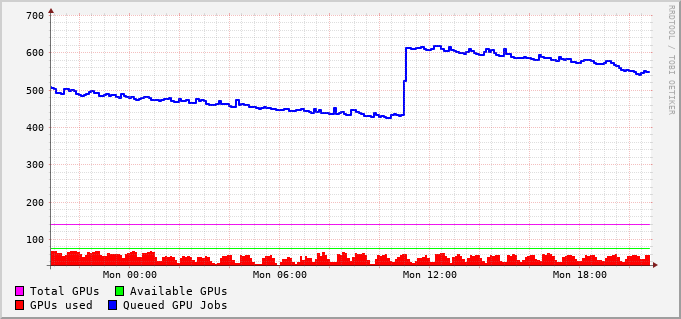 700
600
500
400
300
200
100
Mon 00:00 Mon 06:00 Mon 12:00 Mon 18:00
Total GPUs Available GPUs
GPUs used Queued GPU Jobs
RRDTOOL / TOBI OETIKER